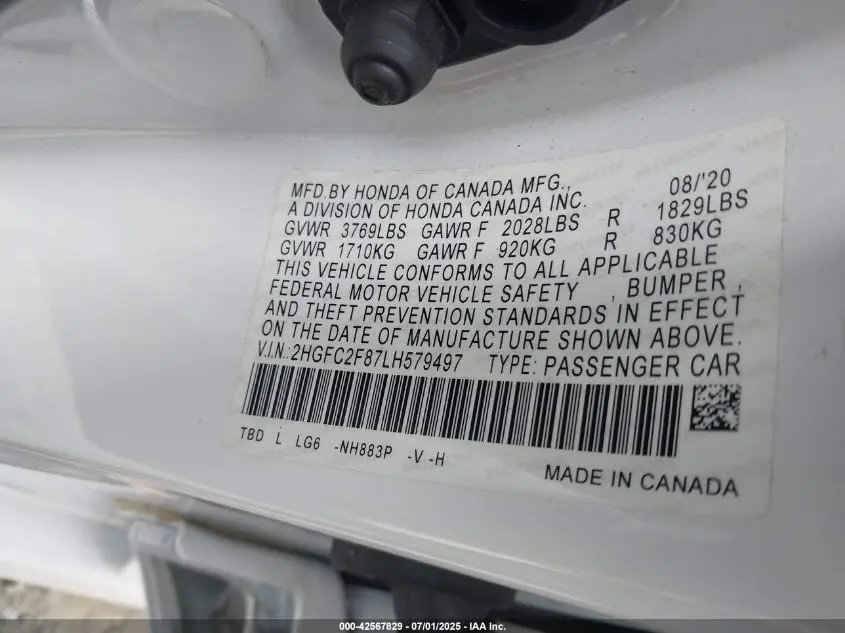 MFD.BY HONDA OF CANADA MFG., 08/'20
A DIVISION OF HONDA CANADA INC.
GVWR 3769LBS GAWR F 2028LBS R 1829LBS
GVWR 1710KG GAWR F 920KG R 830KG
THIS VEHICLE CONFORMS TO ALL APPLICABLE
FEDERAL MOTOR VEHICLE SAFETY , BUMPER ,
AND THEFT PREVENTION STANDARDS IN EFFECT
ON THE DATE OF MANUFACTURE SHOWN ABOVE.
V.I.N.:2HGFC2F87LH579497 TYPE: PASSENGER CAR
TBD L LG6 -NH883P -V -H
MADE IN CANADA
000-42567829 - 07/01/2025 - IAA Inc.